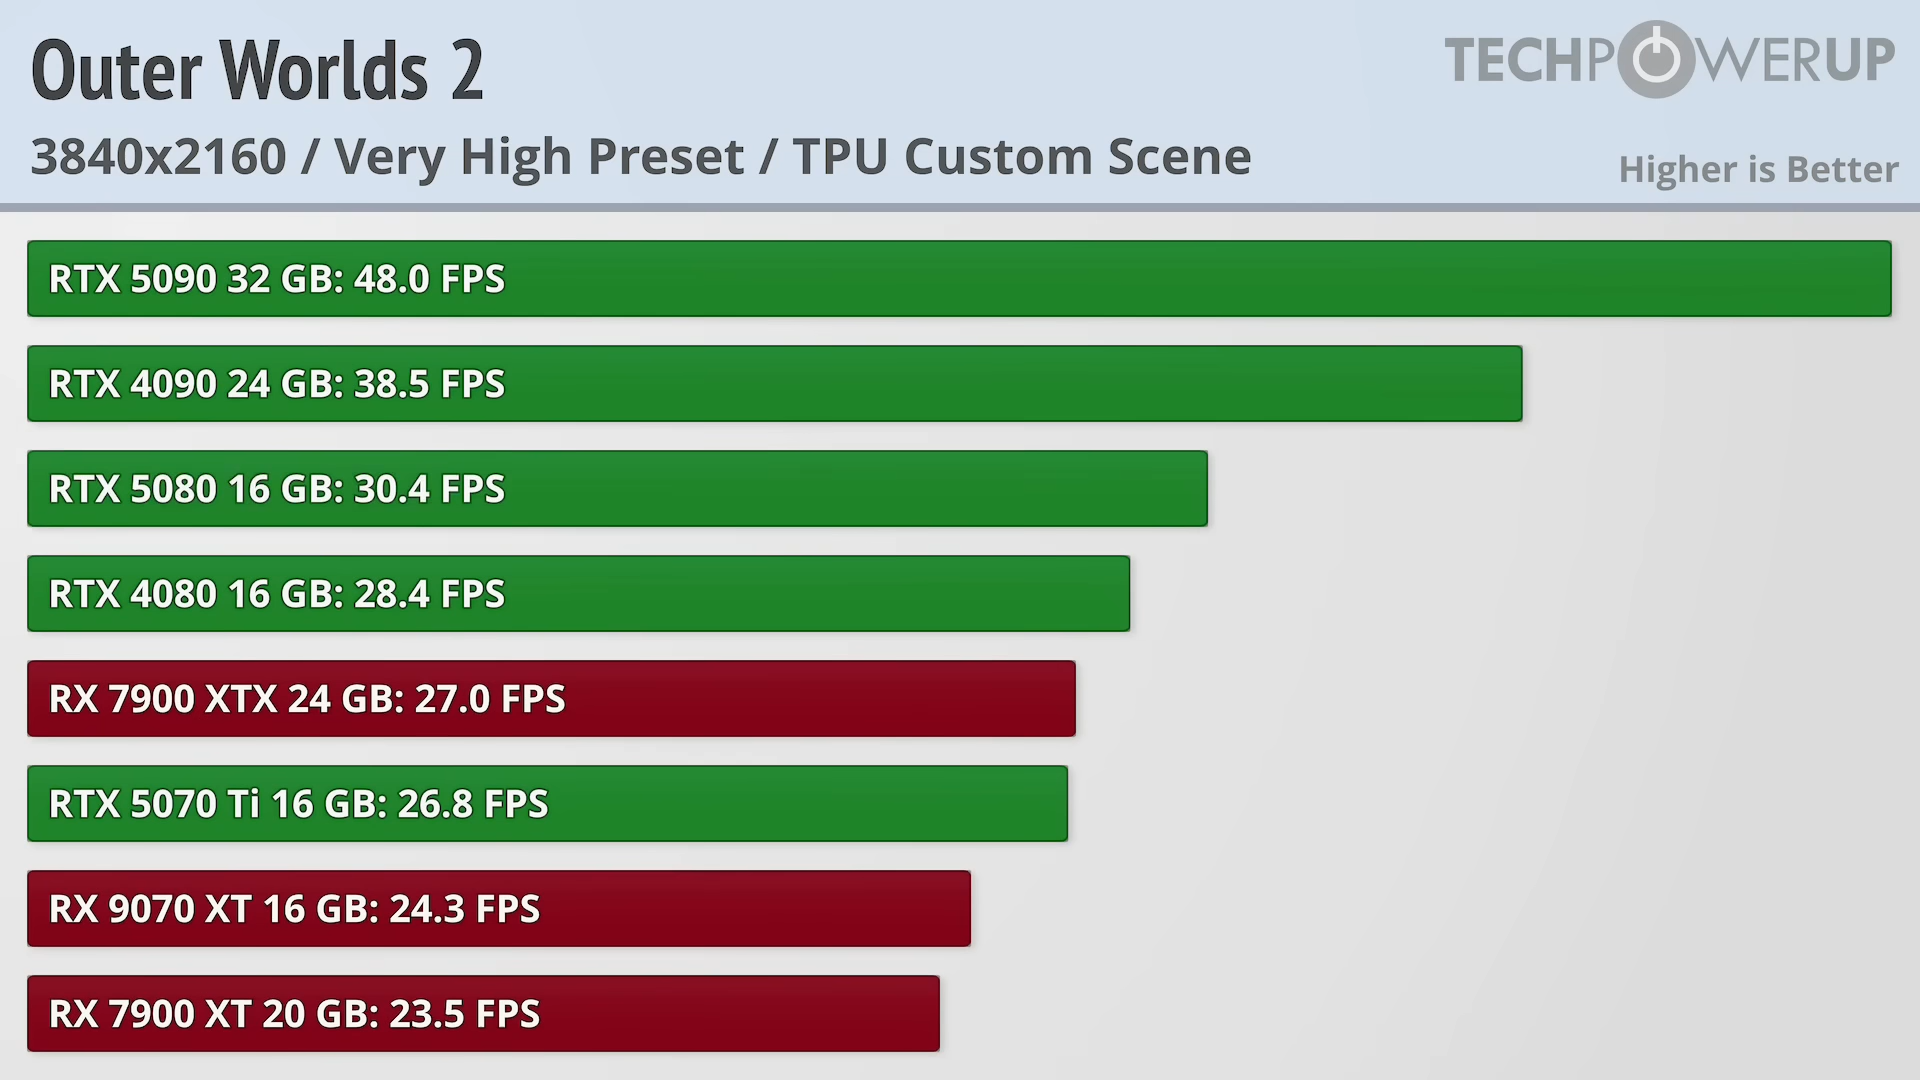 Outer Worlds 2
TECHPOWERUP
3840x2160 / Very High Preset / TPU Custom Scene
Higher is Better
RTX 5090 32 GB: 48.0 FPS
RTX 4090 24 GB: 38.5 FPS
RTX 5080 16 GB: 30.4 FPS
RTX 4080 16 GB: 28.4 FPS
RX 7900 XTX 24 GB: 27.0 FPS
RTX 5070 Ti 16 GB: 26.8 FPS
RX 9070 XT 16 GB: 24.3 FPS
RX 7900 XT 20 GB: 23.5 FPS